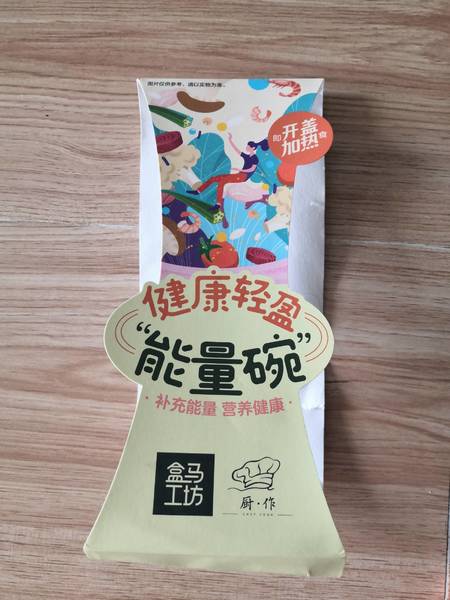 图片仅供参考，请以实物为准。
开盖
即 加热 食
健康轻盈
“能量碗”
·补充能量 营养健康·
盒马
工坊
厨·作